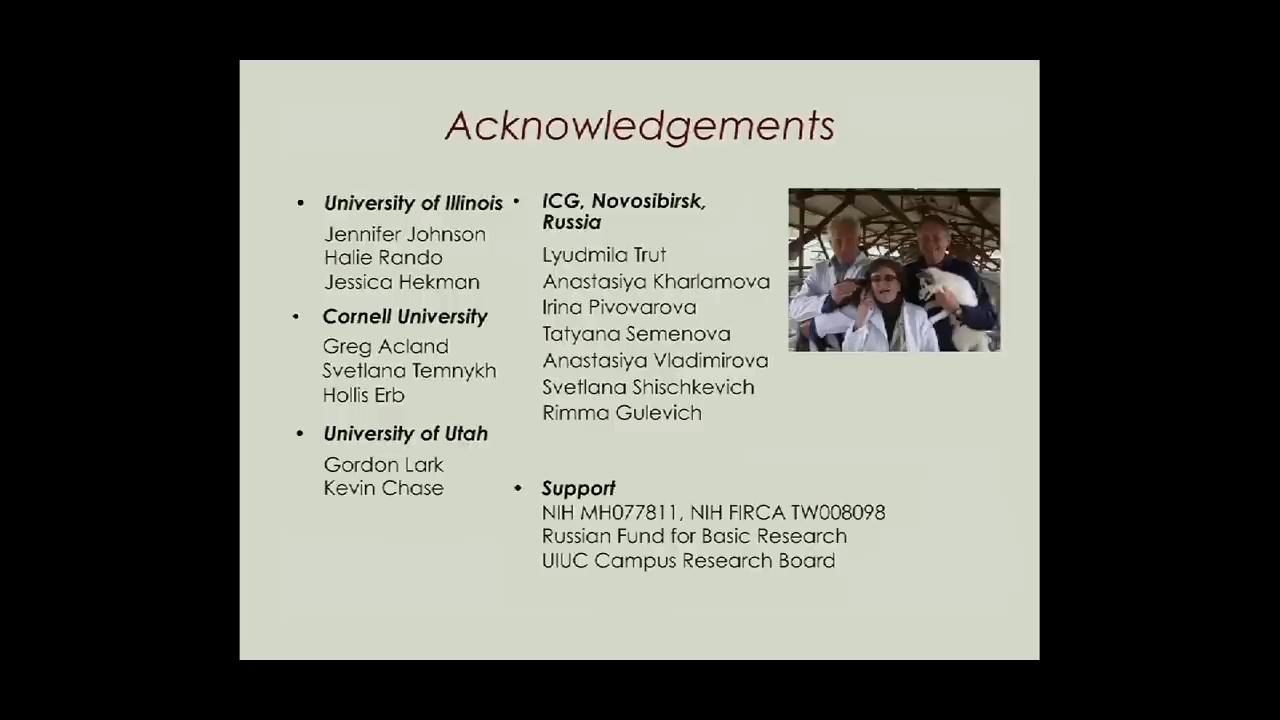 Acknowledgements
• University of Illinois
Jennifer Johnson
Halie Rando
Jessica Hekman
• Cornell University
Greg Acland
Svetlana Temnykh
Hollis Erb
• University of Utah
Gordon Lark
Kevin Chase
• ICG, Novosibirsk,
Russia
Lyudmila Trut
Anastasiya Kharlamova
Irina Pivovarova
Tatyana Semenova
Anastasiya Vladimirova
Svetlana Shischkevich
Rimma Gulevich
• Support
NIH MH077811, NIH FIRCA TW008098
Russian Fund for Basic Research
UIUC Campus Research Board